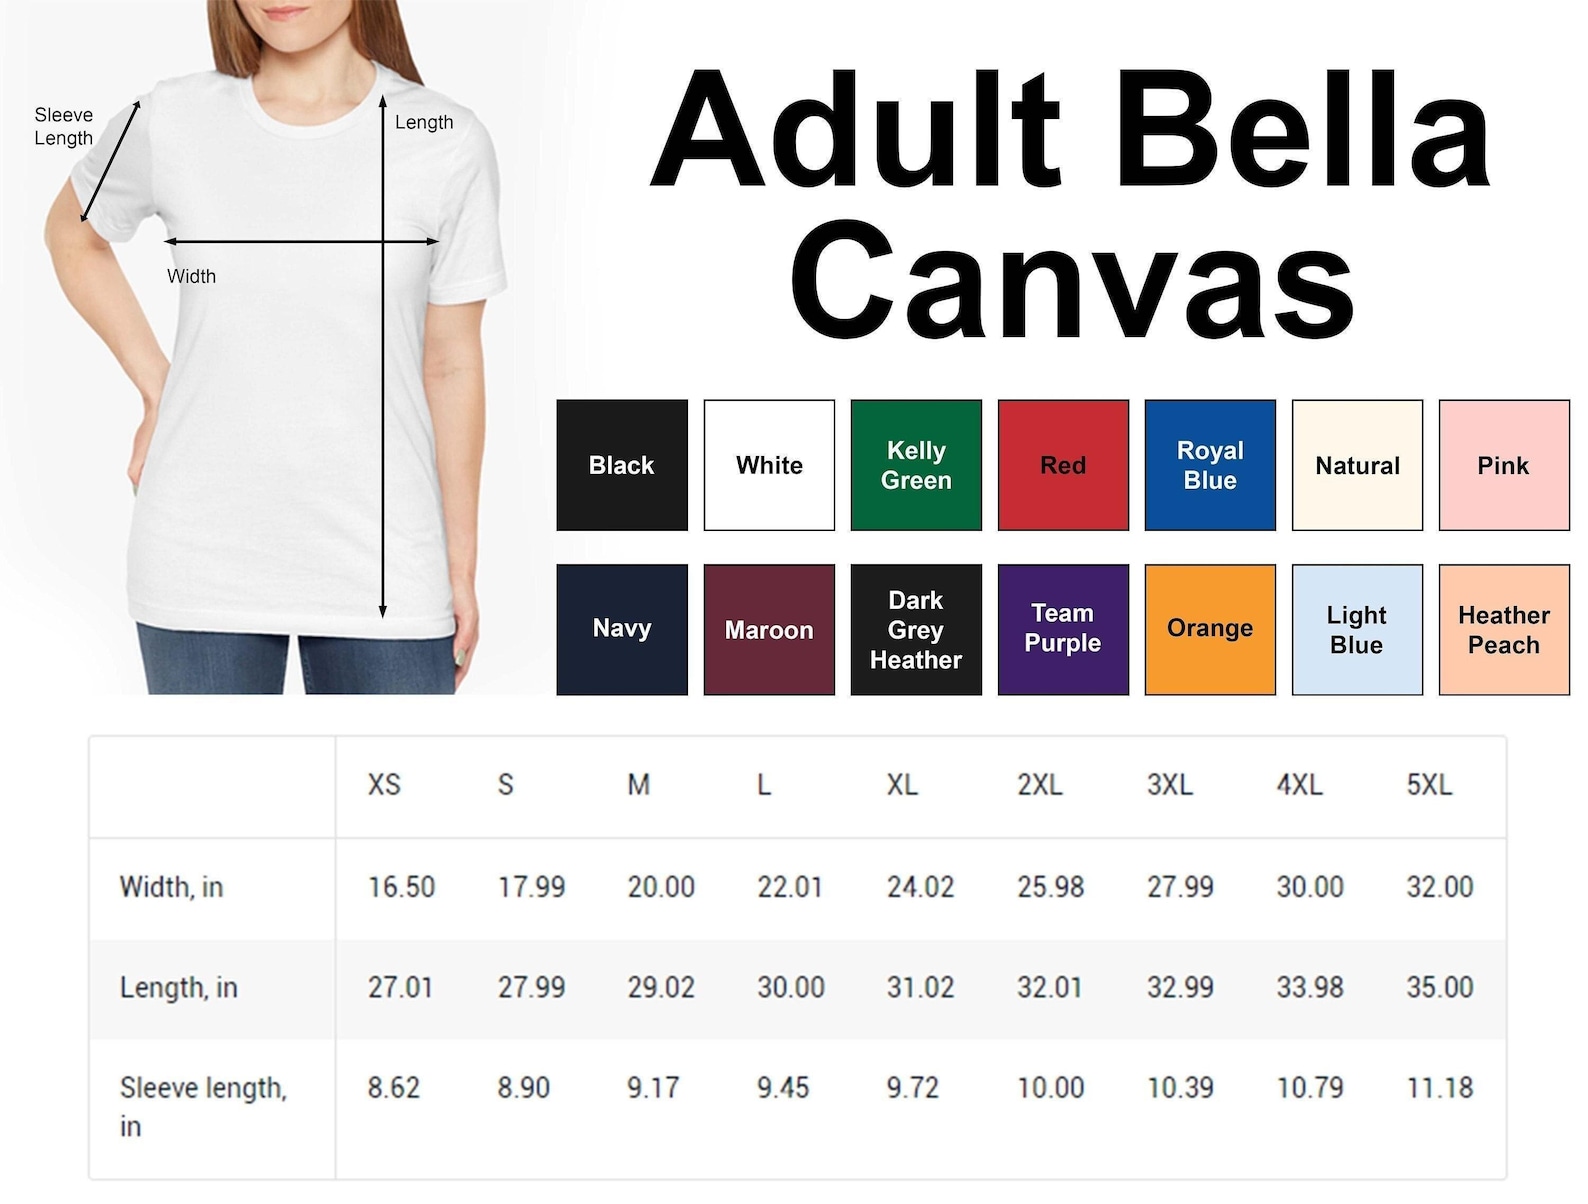 Sleeve
Length
Length
Width
Adult Bella
Canvas
Black
White
Kelly
Green
Red
Royal
Blue
Natural
Pink
Navy
Maroon
Dark
Grey
Heather
Team
Purple
Orange
Light
Blue
Heather
Peach
XS S M L XL 2XL 3XL 4XL 5XL
Width, in 16.50 17.99 20.00 22.01 24.02 25.98 27.99 30.00 32.00
Length, in 27.01 27.99 29.02 30.00 31.02 32.01 32.99 33.98 35.00
Sleeve length, 8.62 8.90 9.17 9.45 9.72 10.00 10.39 10.79 11.18
in